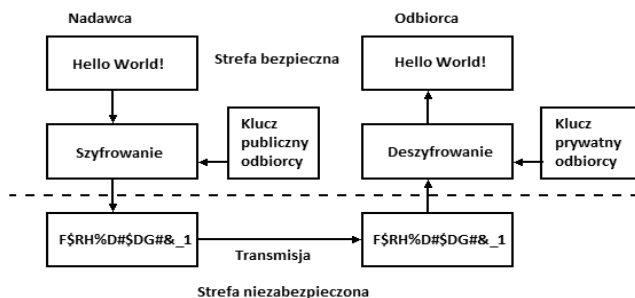 Nadawca
Odbiorca
Hello World!
Strefa bezpieczna
Hello World!
Szyfrowanie
Klucz
publiczny
odbiorcy
Deszyfrowanie
Klucz
prywatny
odbiorcy
F$RH%D#$DG#&_1
Transmisja
F$RH%D#$DG#&_1
Strefa niezabezpieczona